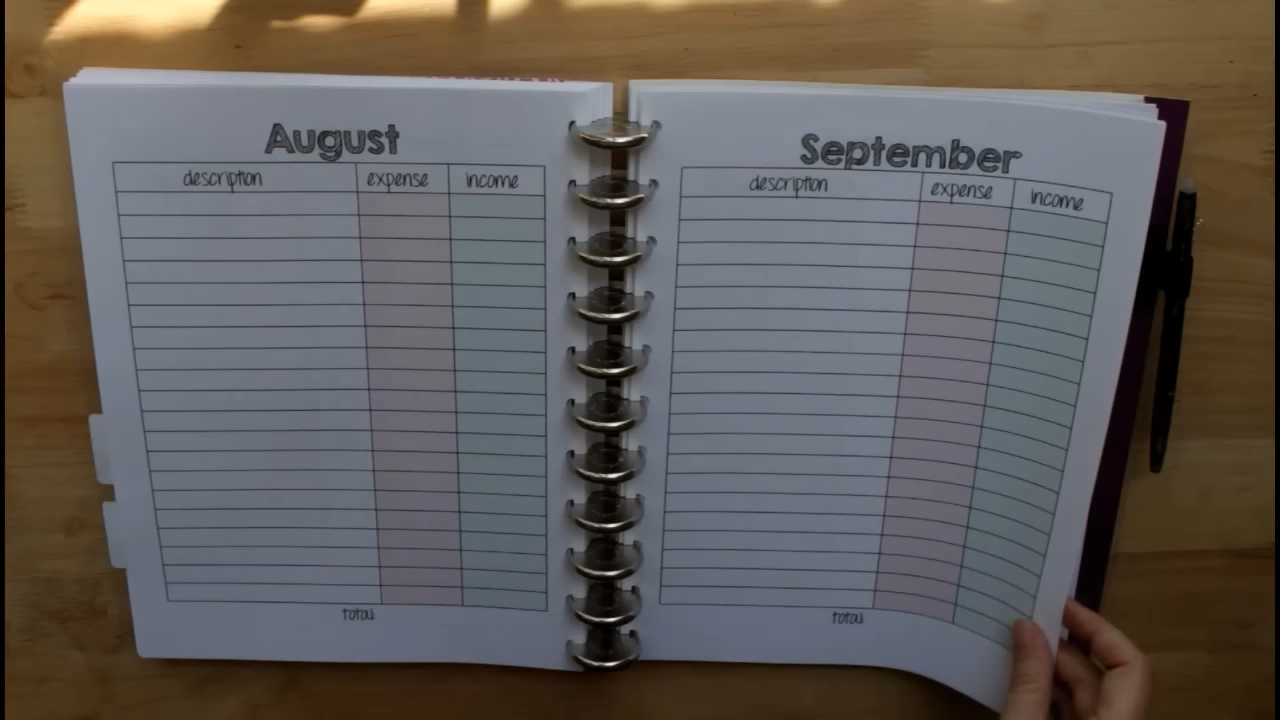 August
description expense income
total
September
description expense income
total